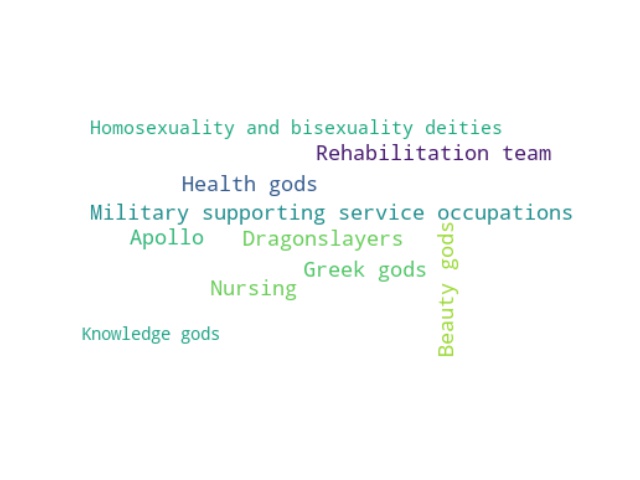 Homosexuality and bisexuality deities
Rehabilitation team
Health gods
Military supporting service occupations
Apollo
Dragonslayers
Beauty gods
Greek gods
Nursing
Knowledge gods